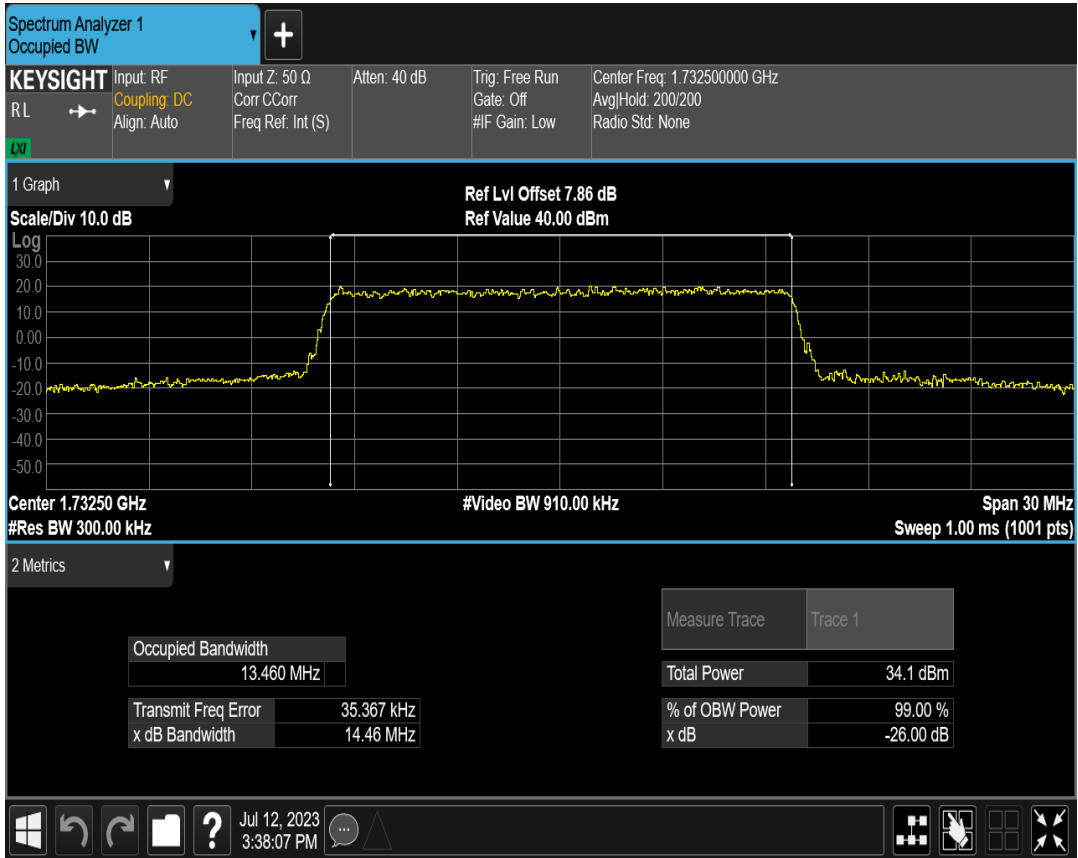 Spectrum Analyzer 1
Occupied BW
+
KEYSIGHT
R L
LXI
Input: RF
Coupling: DC
Align: Auto
Input Z: 50 Ω
Corr CCorr
Freq Ref: Int (S)
Atten: 40 dB
Trig: Free Run
Gate: Off
#IF Gain: Low
Center Freq: 1.732500000 GHz
Avg|Hold: 200/200
Radio Std: None
1 Graph
Scale/Div 10.0 dB
Ref Lvl Offset 7.86 dB
Ref Value 40.00 dBm
Log
30.0
20.0
10.0
0.00
-10.0
-20.0
-30.0
-40.0
-50.0
Center 1.73250 GHz
#Video BW 910.00 kHz
Span 30 MHz
#Res BW 300.00 kHz
Sweep 1.00 ms (1001 pts)
2 Metrics
Measure Trace Trace 1
Occupied Bandwidth
13.460 MHz
Total Power 34.1 dBm
Transmit Freq Error 35.367 kHz
% of OBW Power 99.00 %
x dB Bandwidth 14.46 MHz
x dB -26.00 dB
?
Jul 12, 2023
3:38:07 PM